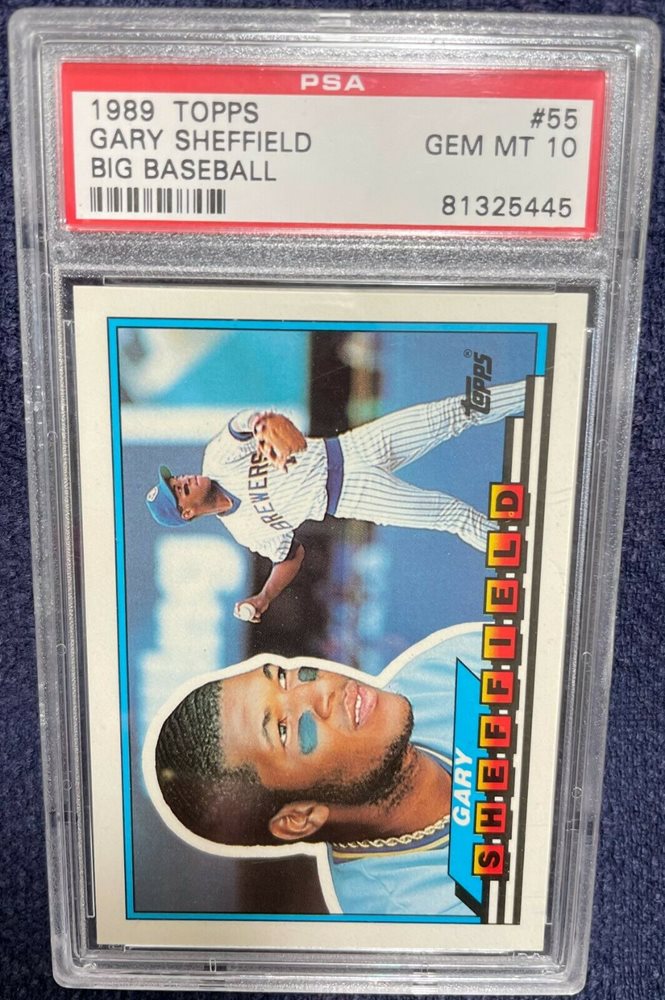 PSA
1989 TOPPS
#55
GARY SHEFFIELD
GEM MT 10
BIG BASEBALL
81325445
Topps®
BREWERS
GARY
SHEFFIELD